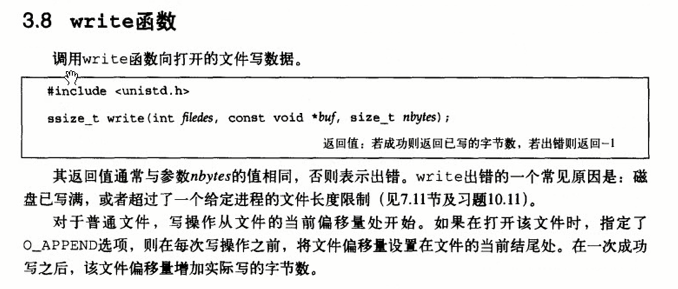 3.8 write函数
调用write函数向打开的文件写数据。
#include <unistd.h>
ssize_t write(int filedes, const void *buf, size_t nbytes);
返回值：若成功则返回已写的字节数，若出错则返回-1
其返回值通常与参数nbytes的值相同，否则表示出错。write出错的一个常见原因是：磁
盘已写满，或者超过了一个给定进程的文件长度限制（见7.11节及习题10.11）。
对于普通文件，写操作从文件的当前偏移量处开始。如果在打开该文件时，指定了
O_APPEND选项，则在每次写操作之前，将文件偏移量设置在文件的当前结尾处。在一次成功
写之后，该文件偏移量增加实际写的字节数。